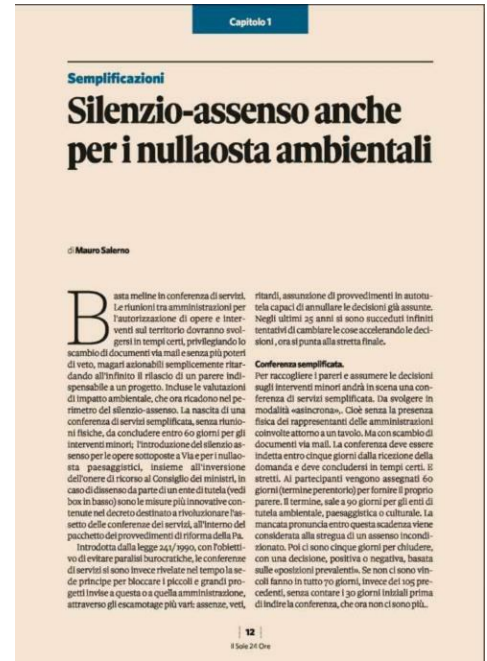 Capitolo 1
Semplificazioni
Silenzio-assenso anche
per i nullaosta ambientali
di Mauro Salerno
Basta meline in conferenza di servizi.
Le riunioni tra amministrazioni per
l'autorizzazione di opere e inter-
venti sul territorio dovranno svol-
gersi in tempi certi, privilegiando lo
scambio di documenti via mail e senza più poteri
di veto, magari azionabili semplicemente ritar-
dando all'infinito il rilascio di un parere indi-
spensabile a un progetto. Incluse le valutazioni
di impatto ambientale, che ora ricadono nel pe-
rimetro del silenzio-assenso. La nascita di una
conferenza di servizi semplificata, senza riunio-
ni fisiche, da concludere entro 60 giorni per gli
interventi minori; l'introduzione del silenzio as-
senso per le opere sottoposte a Via e per i nullao-
sta paesaggistici, insieme all'inversione
dell'onere di ricorso al Consiglio dei ministri, in
caso di dissenso da parte di un ente di tutela (vedi
box in basso) sono le misure più innovative con-
tenute nel decreto destinato a rivoluzionare l'as-
setto delle conferenze dei servizi, all'interno del
pacchetto dei provvedimenti di riforma della Pa.
Introdotta dalla legge 241/1990, con l'obietti-
vo di evitare paralisi burocratiche, le conferenze
di servizi si sono invece rivelate nel tempo la se-
de principe per bloccare i piccoli e grandi pro-
getti invise a questa o a quella amministrazione,
attraverso gli escamotage più vari: assenze, veti,
ritardi, assunzione di provvedimenti in autotu-
tela capaci di annullare le decisioni già assunte.
Negli ultimi 25 anni si sono succeduti infiniti
tentativi di cambiare le cose accelerando le deci-
sioni , ora si punta alla stretta finale.
Conferenza semplificata.
Per raccogliere i pareri e assumere le decisioni
sugli interventi minori andrà in scena una con-
ferenza di servizi semplificata. Da svolgere in
modalità «asincrona»,. Cioè senza la presenza
fisica dei rappresentanti delle amministrazioni
coinvolte attorno a un tavolo. Ma con scambio di
documenti via mail. La conferenza deve essere
indetta entro cinque giorni dalla ricezione della
domanda e deve concludersi in tempi certi. E
stretti. Ai partecipanti vengono assegnati 60
giorni (termine perentorio) per fornire il proprio
parere. Il termine, sale a 90 giorni per gli enti di
tutela ambientale, paesaggistica o culturale. La
mancata pronuncia entro questa scadenza viene
considerata alla stregua di un assenso incondi-
zionato. Poi ci sono cinque giorni per chiudere,
con una decisione, positiva o negativa, basata
sulle «oposizioni prevalenti». Se non ci sono vin-
coli fanno in tutto 70 giorni, invece dei 105 pre-
cedenti, senza contare i 30 giorni iniziali prima
di indire la conferenza, che ora non ci sono più..
12
Il Sole 24 Ore